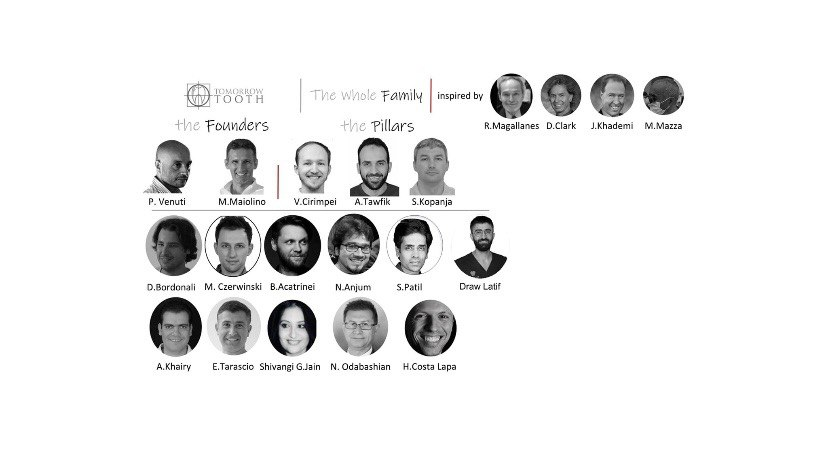 TOMORROW
TOOTH
The Whole Family
inspired by
R.Magallanes D.Clark J.Khademi M.Mazza
the Founders
the Pillars
P. Venuti M.Maiolino V.Cirimpei A.Tawfik S.Kopanja
D.Bordonali M. Czerwinski B.Acatrinei N.Anjum S.Patil Draw Latif
A.Khairy E.Tarascio Shivangi G.Jain N. Odabashian H.Costa Lapa